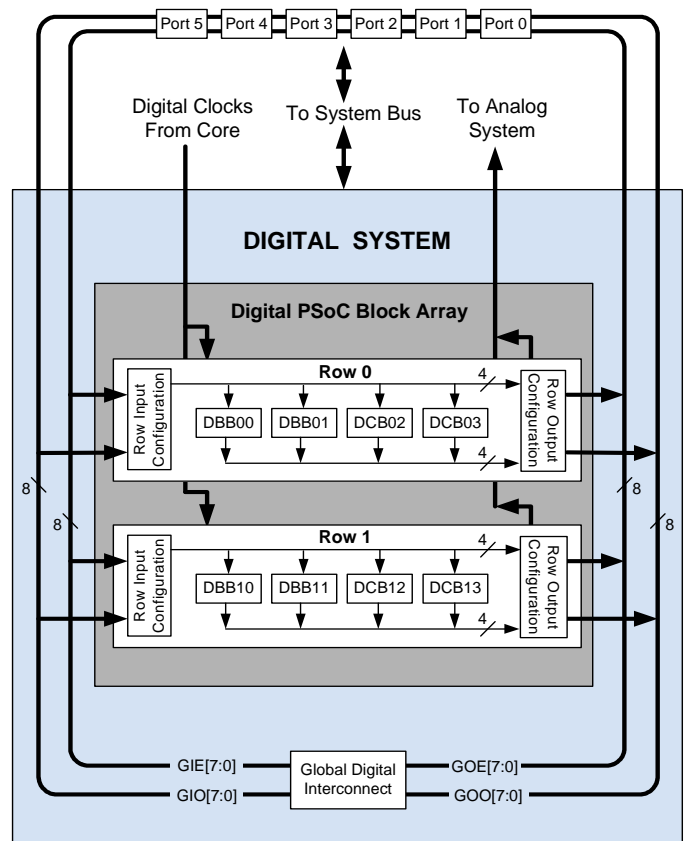 Port 5 Port 4 Port 3 Port 2 Port 1 Port 0
Digital Clocks
From Core
To System Bus
To Analog
System
DIGITAL SYSTEM
Digital PSoC Block Array
Row Input
Configuration
Row 0
4
DBB00 DBB01 DCB02 DCB03
4
Row Output
Configuration
8
8
8
8
Row Input
Configuration
Row 1
4
DBB10 DBB11 DCB12 DCB13
4
Row Output
Configuration
GIE[7:0]
GIO[7:0]
Global Digital
Interconnect
GOE[7:0]
GOO[7:0]